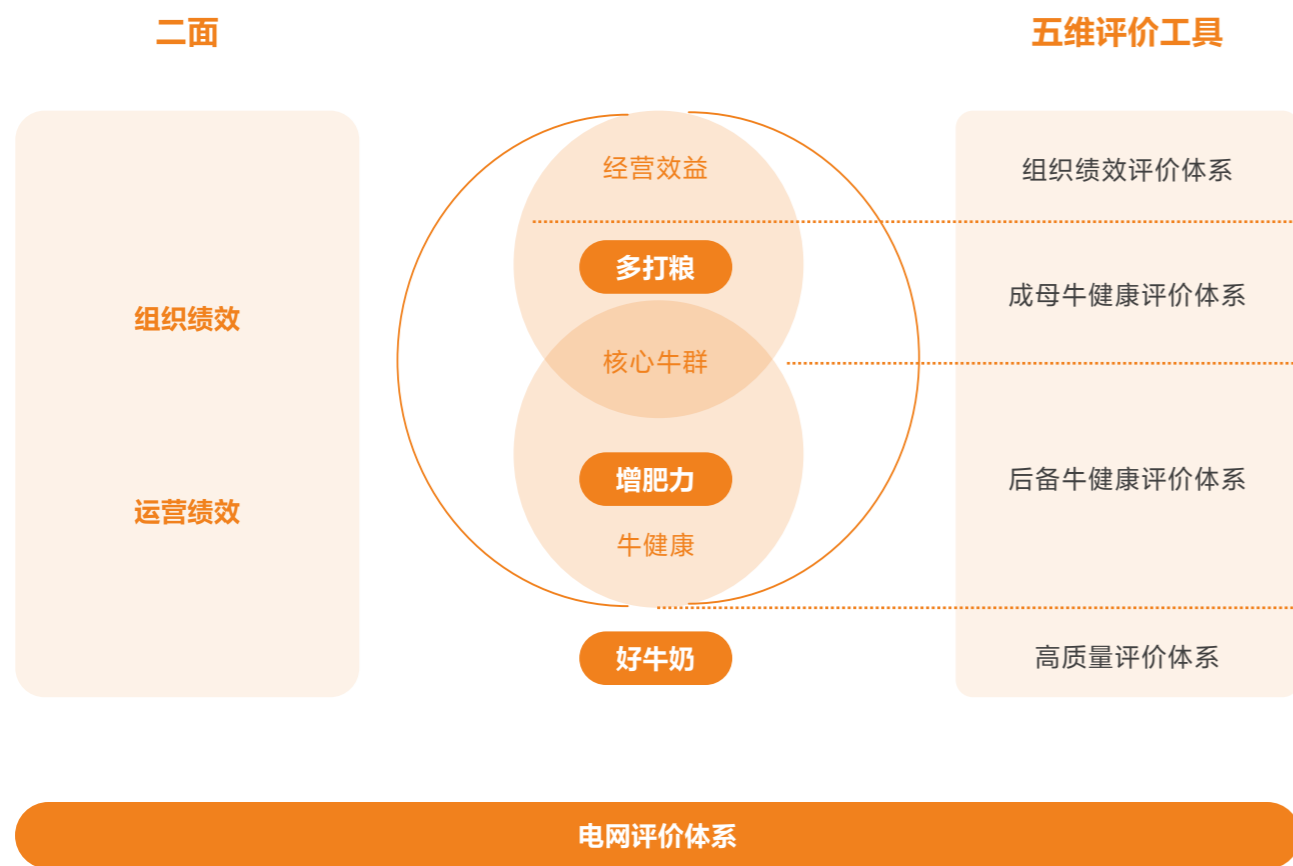 二面
五维评价工具
组织绩效
运营绩效
经营效益
多打粮
核心牛群
增肥力
牛健康
好牛奶
组织绩效评价体系
成母牛健康评价体系
后备牛健康评价体系
高质量评价体系
电网评价体系